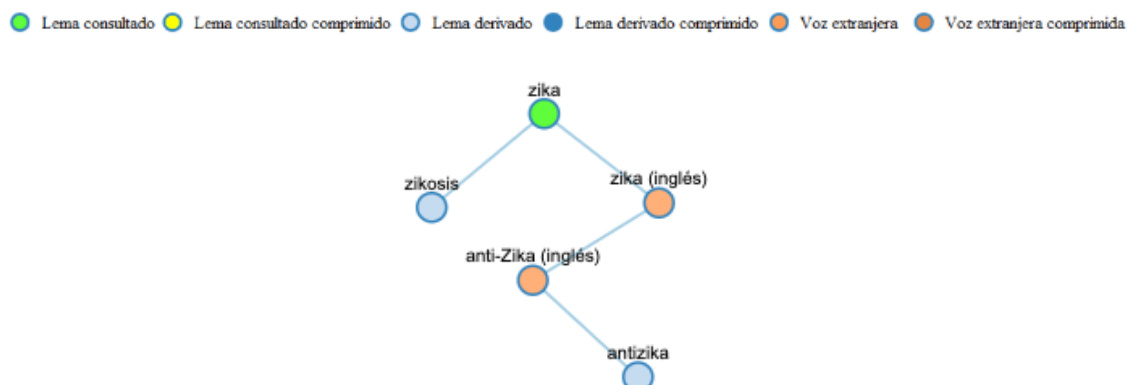 Lema consultado Lema consultado comprimido Lema derivado Lema derivado comprimido Voz extranjera Voz extranjera comprimida
zika
zikosis
zika (inglés)
anti-Zika (inglés)
antizika